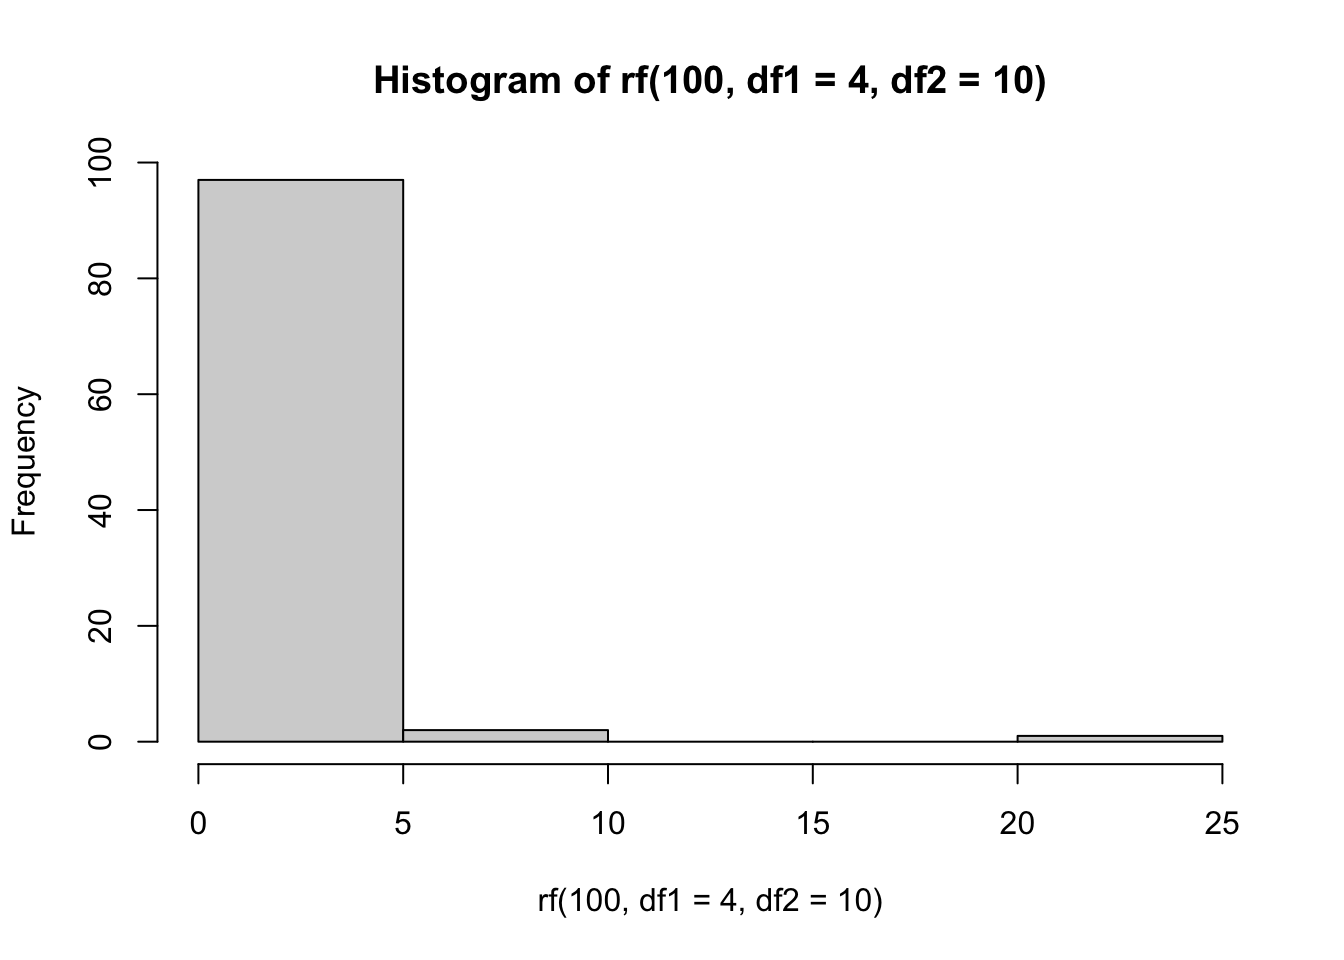 Histogram of rf(100, df1 = 4, df2 = 10)
Frequency
100
80
60
40
20
0
0 5 10 15 20 25
rf(100, df1 = 4, df2 = 10)